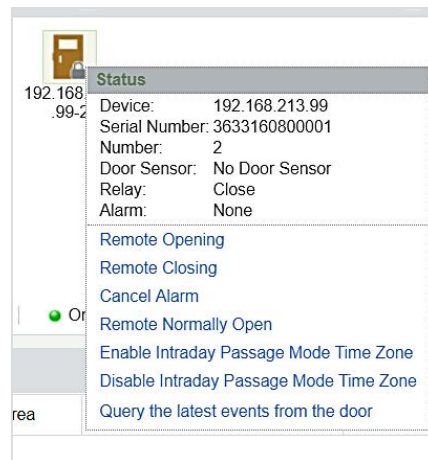 192.168.
.99-2
Status
Device: 192.168.213.99
Serial Number: 3633160800001
Number: 2
Door Sensor: No Door Sensor
Relay: Close
Alarm: None
Remote Opening
Remote Closing
Cancel Alarm
Remote Normally Open
Enable Intraday Passage Mode Time Zone
Disable Intraday Passage Mode Time Zone
Query the latest events from the door